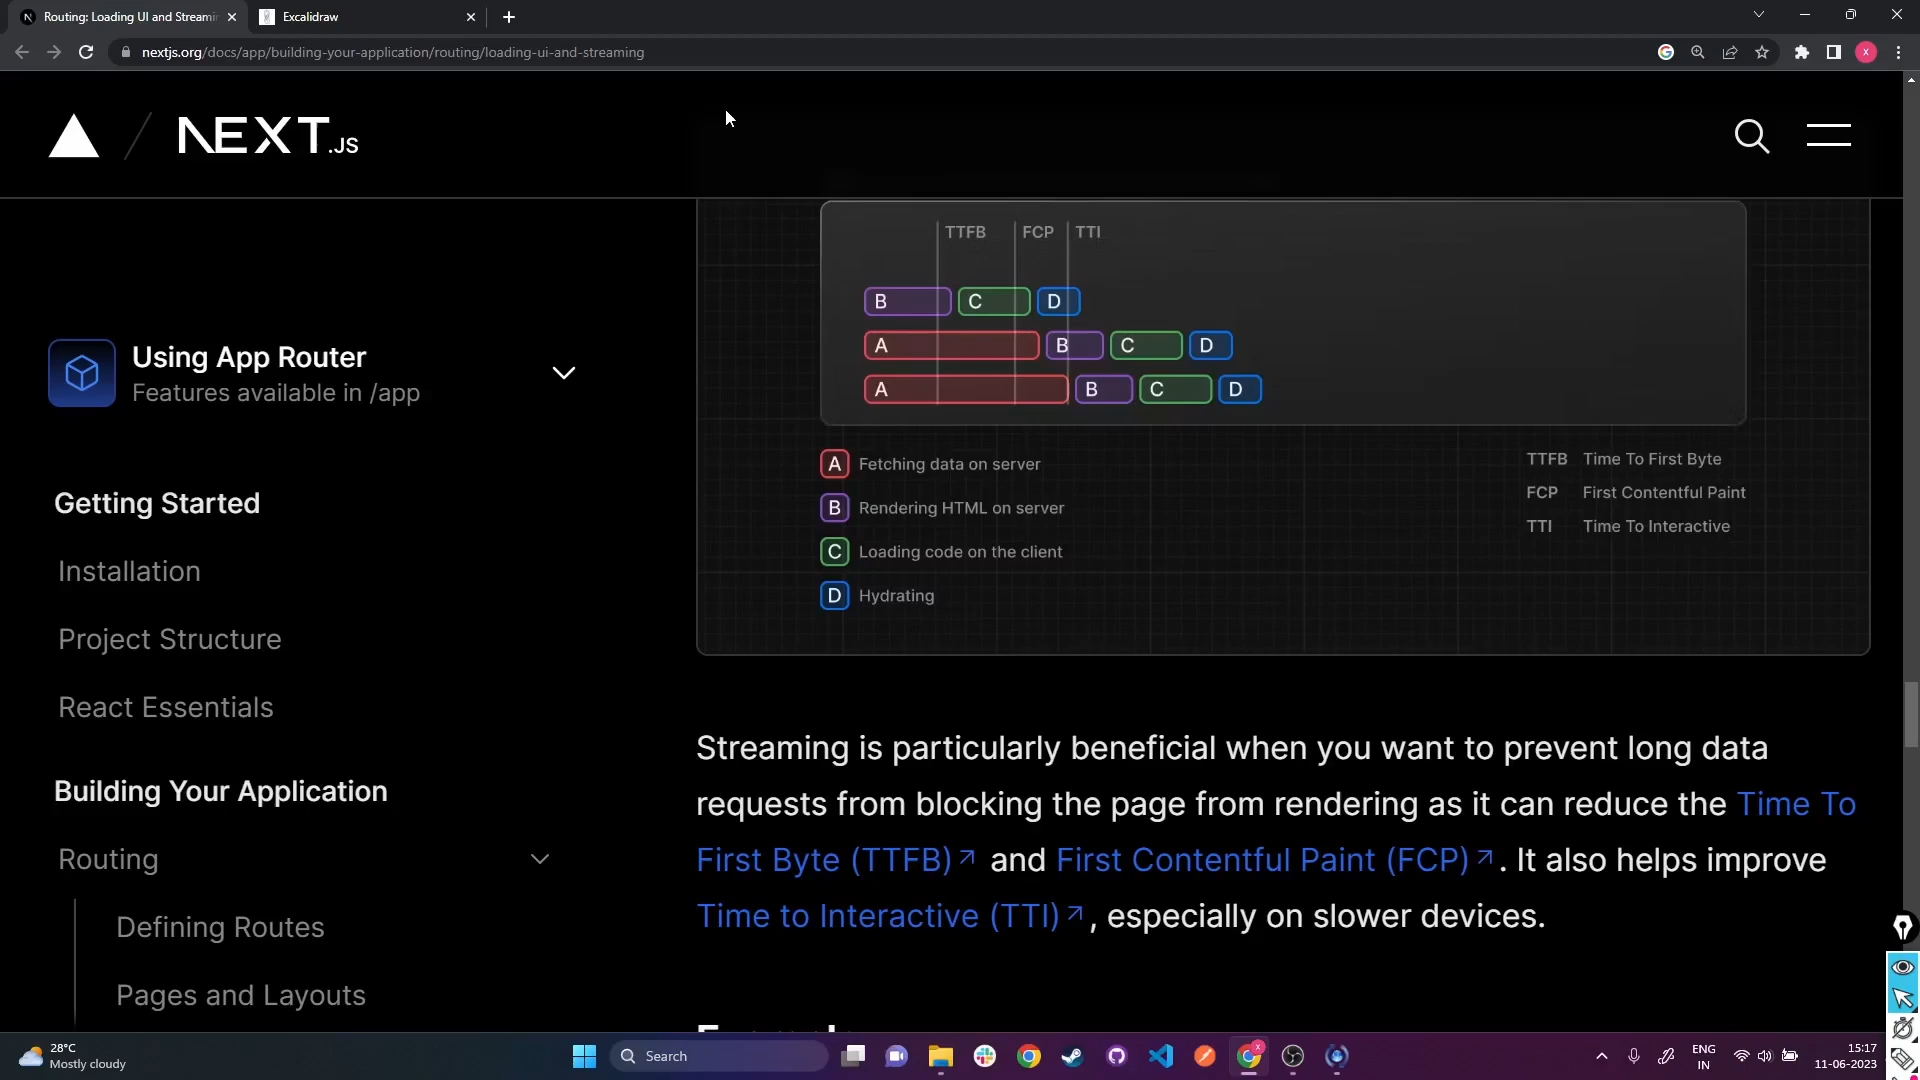 Routing: Loading UI and Streamin
Excalidraw
nextjs.org/docs/app/building-your-application/routing/loading-ui-and-streaming
x
NEXT.JS
TTFB FCP TTI
B C D
A B C D
A B C D
A Fetching data on server
B Rendering HTML on server
C Loading code on the client
D Hydrating
TTFB Time To First Byte
FCP First Contentful Paint
TTI Time To Interactive
Using App Router
Features available in /app
Getting Started
Installation
Project Structure
React Essentials
Building Your Application
Routing
Defining Routes
Pages and Layouts
Streaming is particularly beneficial when you want to prevent long data
requests from blocking the page from rendering as it can reduce the Time To
First Byte (TTFB)↗ and First Contentful Paint (FCP)↗. It also helps improve
Time to Interactive (TTI)↗, especially on slower devices.
28°C
Mostly cloudy
Search
ENG
IN
15:17
11-06-2023